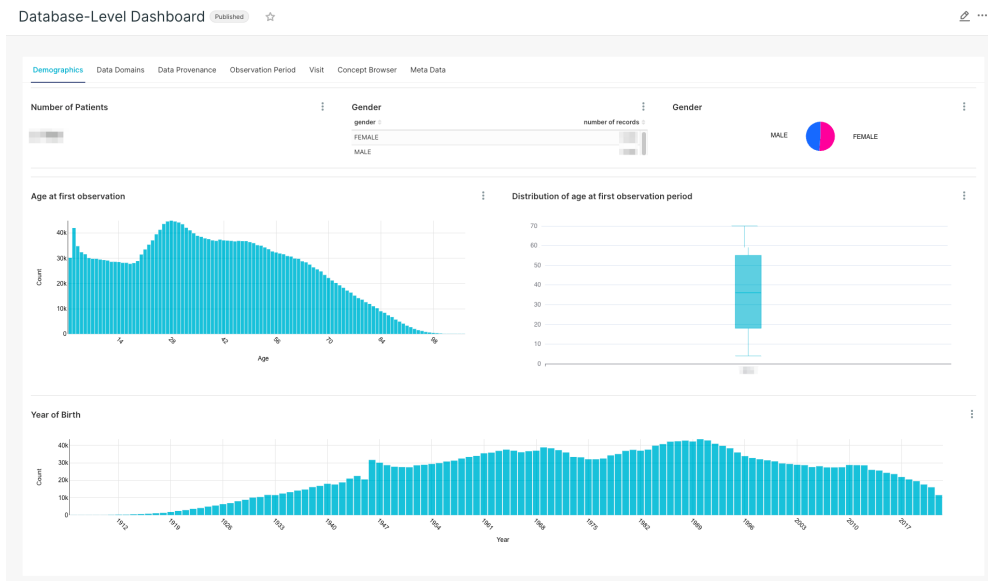 Database-Level Dashboard Published
Demographics Data Domains Data Provenance Observation Period Visit Concept Browser Meta Data
Number of Patients
Gender
gender number of records
FEMALE
MALE
Gender
MALE FEMALE
Age at first observation
40k
30k
20k
10k
0
Count
14 28 42 56 70 84 98
Age
Distribution of age at first observation period
70
60
50
40
30
20
10
0
Year of Birth
40k
30k
20k
10k
0
Count
1912 1919 1926 1933 1940 1947 1954 1961 1968 1975 1982 1989 1996 2003 2010 2017
Year